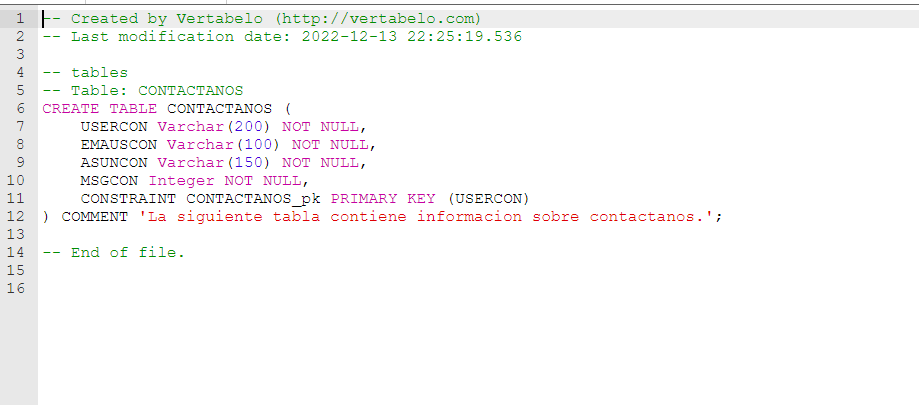 1 -- Created by Vertabelo (http://vertabelo.com)
2 -- Last modification date: 2022-12-13 22:25:19.536
3
4 -- tables
5 -- Table: CONTACTANOS
6 CREATE TABLE CONTACTANOS (
7     USERCON Varchar(200) NOT NULL,
8     EMAUSCON Varchar(100) NOT NULL,
9     ASUNCON Varchar(150) NOT NULL,
10     MSGCON Integer NOT NULL,
11     CONSTRAINT CONTACTANOS_pk PRIMARY KEY (USERCON)
12 ) COMMENT 'La siguiente tabla contiene informacion sobre contactanos.';
13
14 -- End of file.
15
16